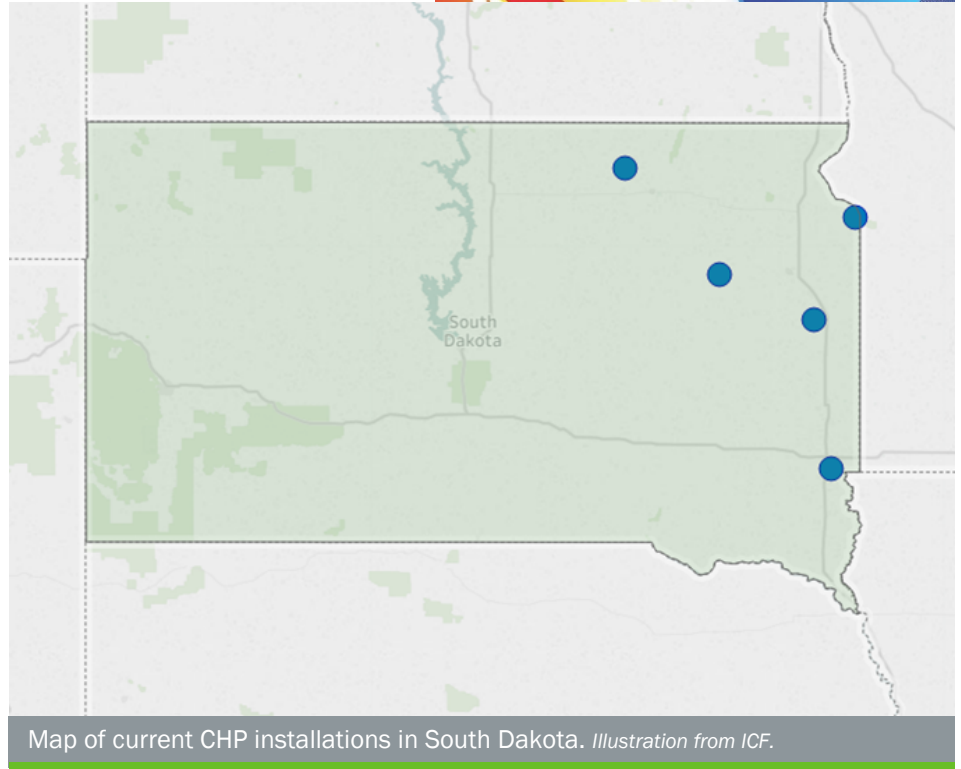 South
Dakota
Map of current CHP installations in South Dakota. Illustration from ICF.